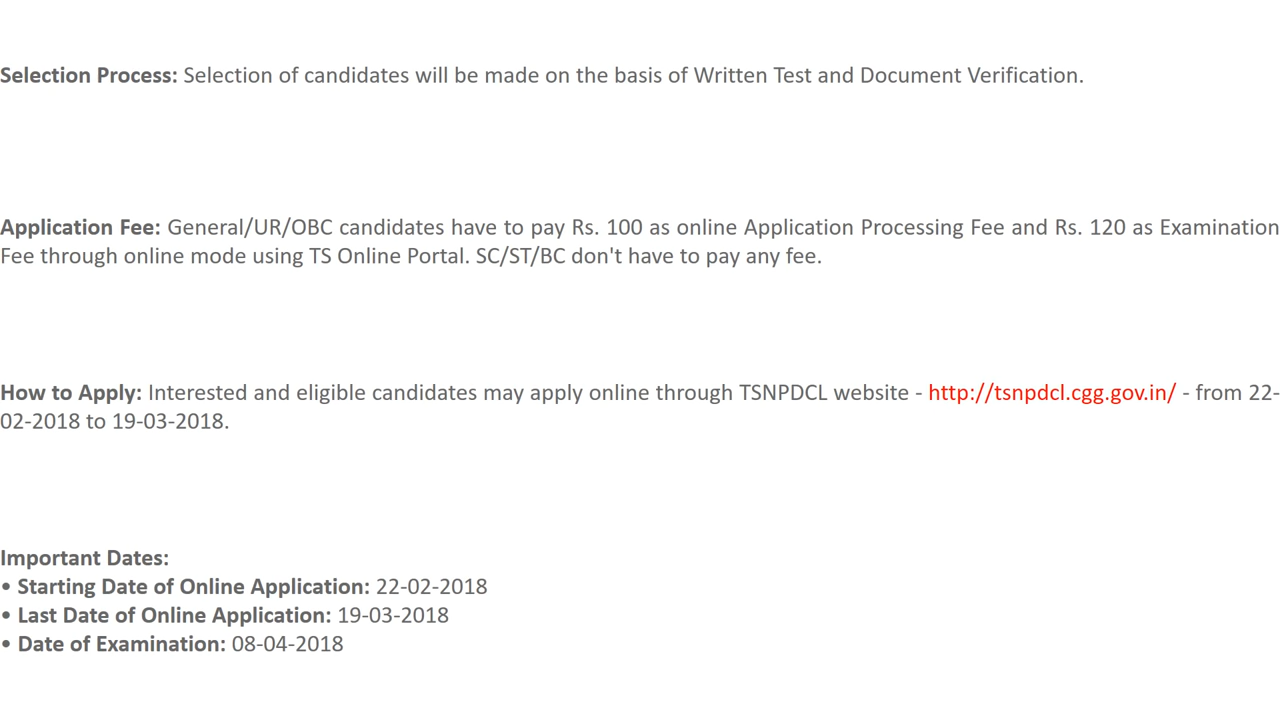 Selection Process: Selection of candidates will be made on the basis of Written Test and Document Verification.
Application Fee: General/UR/OBC candidates have to pay Rs. 100 as online Application Processing Fee and Rs. 120 as Examination
Fee through online mode using TS Online Portal. SC/ST/BC don't have to pay any fee.
How to Apply: Interested and eligible candidates may apply online through TSNPDCL website - http://tsnpdcl.cgg.gov.in/ - from 22-
02-2018 to 19-03-2018.
Important Dates:
• Starting Date of Online Application: 22-02-2018
• Last Date of Online Application: 19-03-2018
• Date of Examination: 08-04-2018